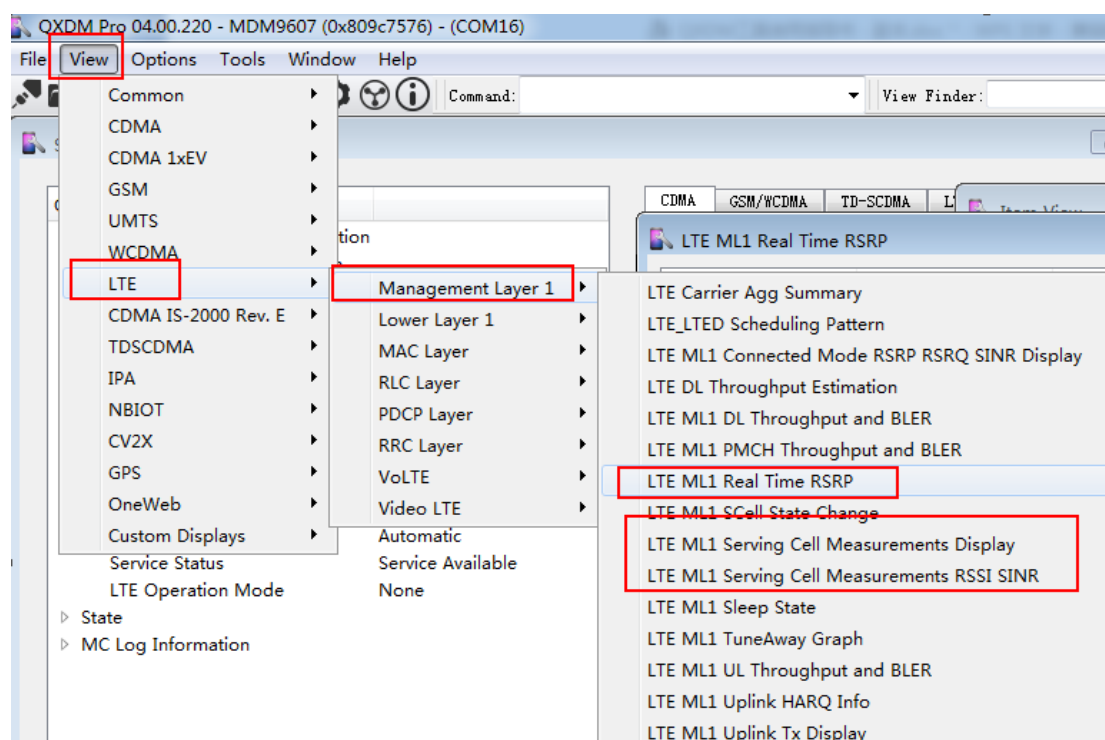 QXDM Pro 04.00.220 - MDM9607 (0x809c7576) - (COM16)
File View Options Tools Window Help
Command: View Finder:
Common
CDMA
CDMA 1xEV
GSM
UMTS
WCDMA
LTE
CDMA IS-2000 Rev. E
TDSCDMA
IPA
NBIOT
CV2X
GPS
OneWeb
Custom Displays
Management Layer 1
Lower Layer 1
MAC Layer
RLC Layer
PDCP Layer
RRC Layer
VoLTE
Video LTE
CDMA GSM/WCDMA TD-SCDMA
Item View
LTE ML1 Real Time RSRP
LTE Carrier Agg Summary
LTE_LTED Scheduling Pattern
LTE ML1 Connected Mode RSRP RSRQ SINR Display
LTE DL Throughput Estimation
LTE ML1 DL Throughput and BLER
LTE ML1 PMCH Throughput and BLER
LTE ML1 Real Time RSRP
LTE ML1 SCell State Change
LTE ML1 Serving Cell Measurements Display
LTE ML1 Serving Cell Measurements RSSI SINR
LTE ML1 Sleep State
LTE ML1 TuneAway Graph
LTE ML1 UL Throughput and BLER
LTE ML1 Uplink HARQ Info
LTE ML1 Uplink Tx Display
tion
Automatic
Service Status Service Available
LTE Operation Mode None
State
MC Log Information